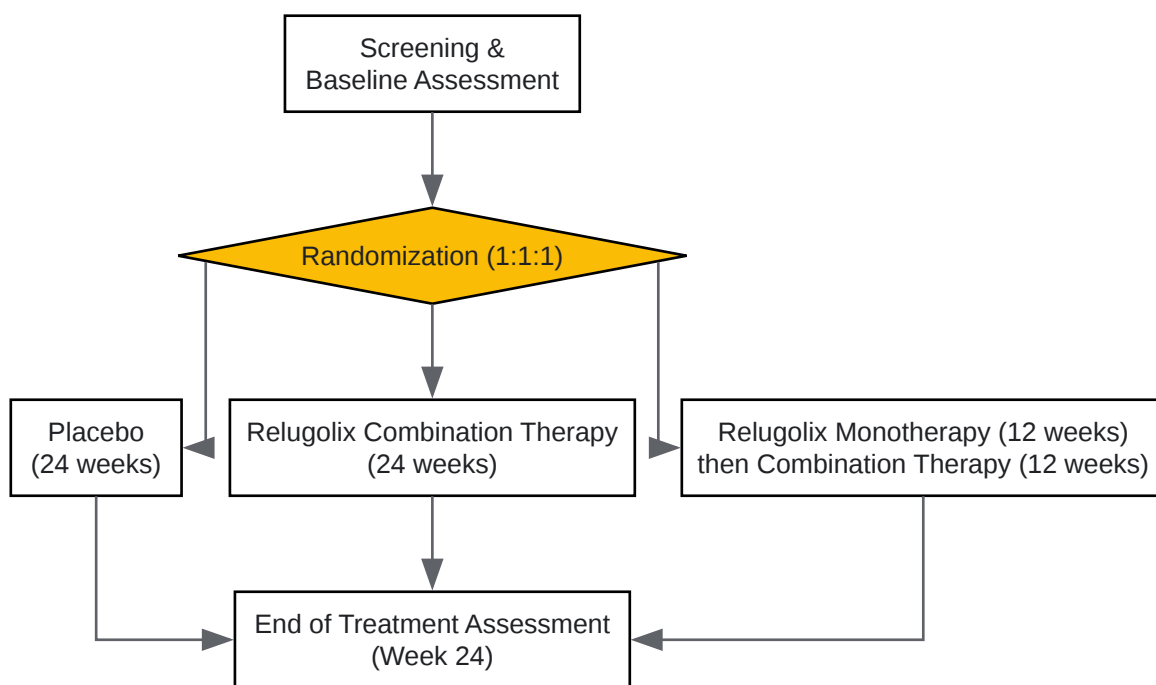 Screening &
Baseline Assessment
Randomization (1:1:1)
Placebo
(24 weeks)
Relugolix Combination Therapy
(24 weeks)
Relugolix Monotherapy (12 weeks)
then Combination Therapy (12 weeks)
End of Treatment Assessment
(Week 24)